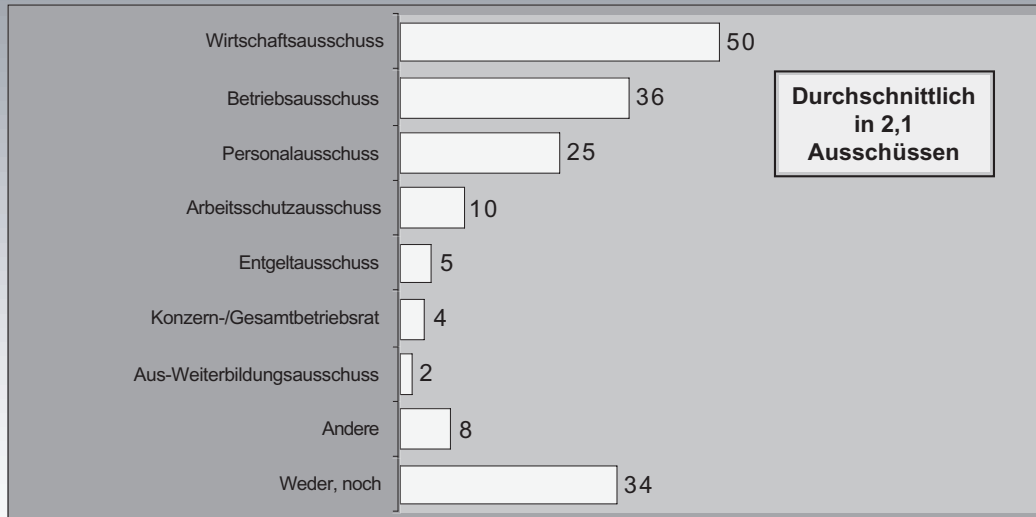 Wirtschaftsausschuss 50
Betriebsausschuss 36
Personalausschuss 25
Arbeitsschutzausschuss 10
Entgeltausschuss 5
Konzern-/Gesamtbetriebsrat 4
Aus-Weiterbildungsausschuss 2
Andere 8
Weder, noch 34
Durchschnittlich
in 2,1
Ausschüssen